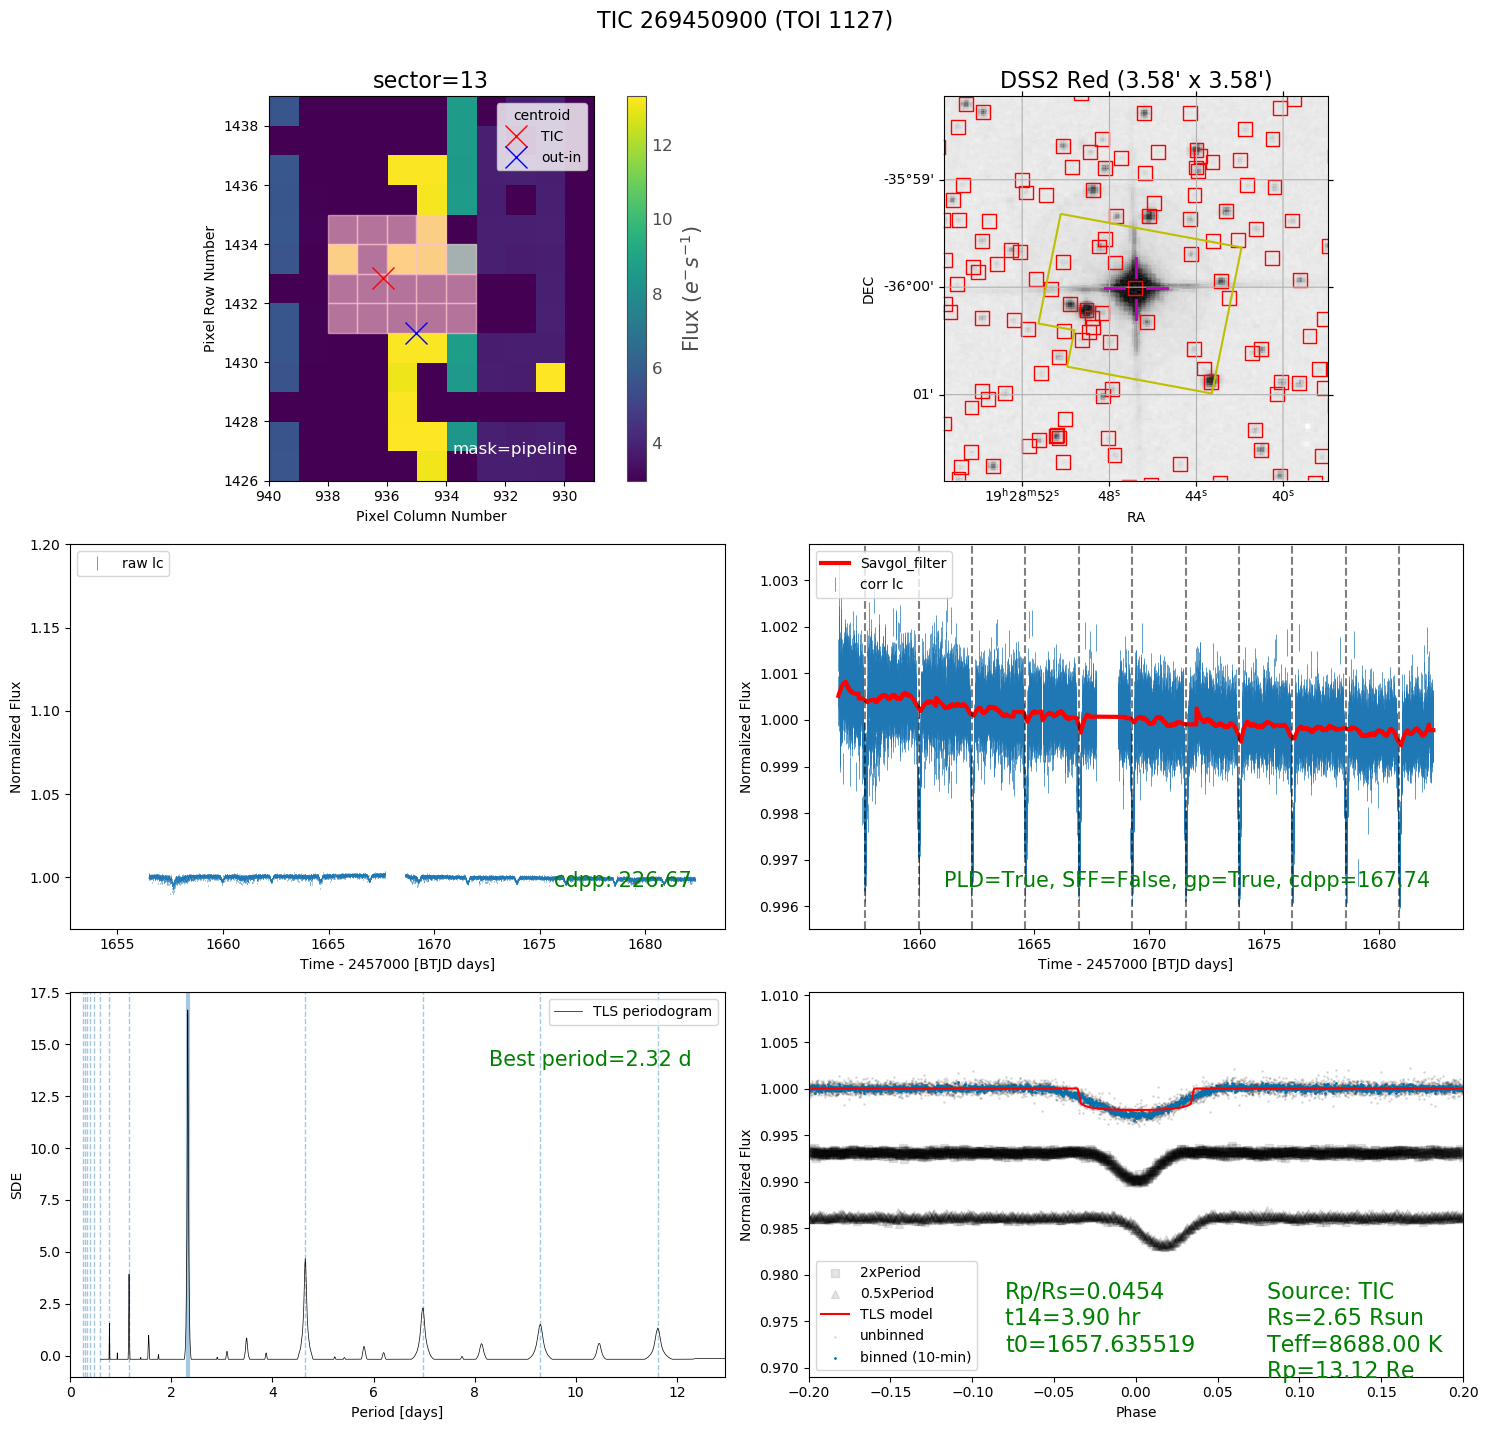 TIC 269450900 (TOI 1127)
sector=13
centroid
TIC
out-in
mask=pipeline
1438
1436
1434
1432
1430
1428
1426
940
938
936
934
932
930
Pixel Row Number
Pixel Column Number
12
10
8
6
4
Flux (e⁻s⁻¹)
DSS2 Red (3.58' x 3.58')
-35°59'
-36°00'
01'
DEC
19h28m52s
48s
44s
40s
RA
raw lc
cdpp: 226.67
1.20
1.15
1.10
1.05
1.00
Normalized Flux
1655
1660
1665
1670
1675
1680
Time - 2457000 [BTJD days]
Savgol_filter
corr lc
PLD=True, SFF=False, gp=True, cdpp=167.74
1.003
1.002
1.001
1.000
0.999
0.998
0.997
0.996
Normalized Flux
1660
1665
1670
1675
1680
Time - 2457000 [BTJD days]
TLS periodogram
Best period=2.32 d
17.5
15.0
12.5
10.0
7.5
5.0
2.5
0.0
SDE
0
2
4
6
8
10
12
Period [days]
1.010
1.005
1.000
0.995
0.990
0.985
0.980
0.975
0.970
Normalized Flux
2xPeriod
0.5xPeriod
TLS model
unbinned
binned (10-min)
Rp/Rs=0.0454
t14=3.90 hr
t0=1657.635519
Source: TIC
Rs=2.65 Rsun
Teff=8688.00 K
Rp=13.12 Re
−0.20
−0.15
−0.10
−0.05
0.00
0.05
0.10
0.15
0.20
Phase